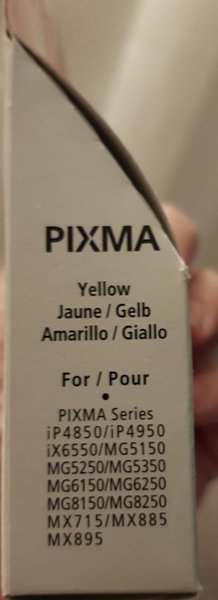 PIXMA
Yellow
Jaune / Gelb
Amarillo / Giallo
For / Pour
•
PIXMA Series
iP4850/iP4950
iX6550/MG5150
MG5250/MG5350
MG6150/MG6250
MG8150/MG8250
MX715/MX885
MX895